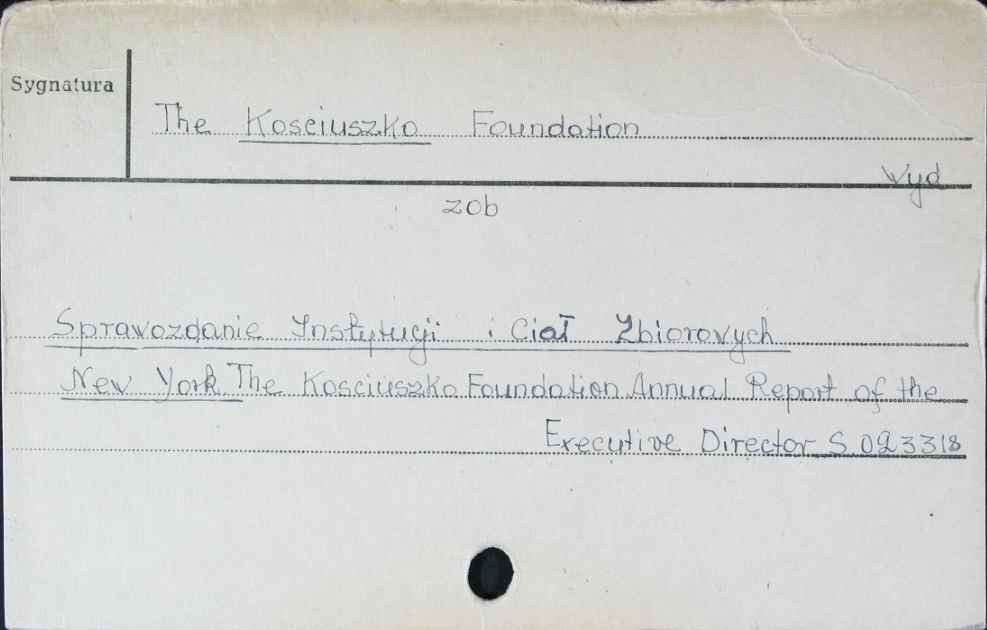 Sygnatura
The Kosciuszko Foundation
wyd
zob
Sprawozdanie Instytucji i Ciał Zbiorowych
New York The Kosciuszko Foundation Annual Report of the
Executive Director S 023318